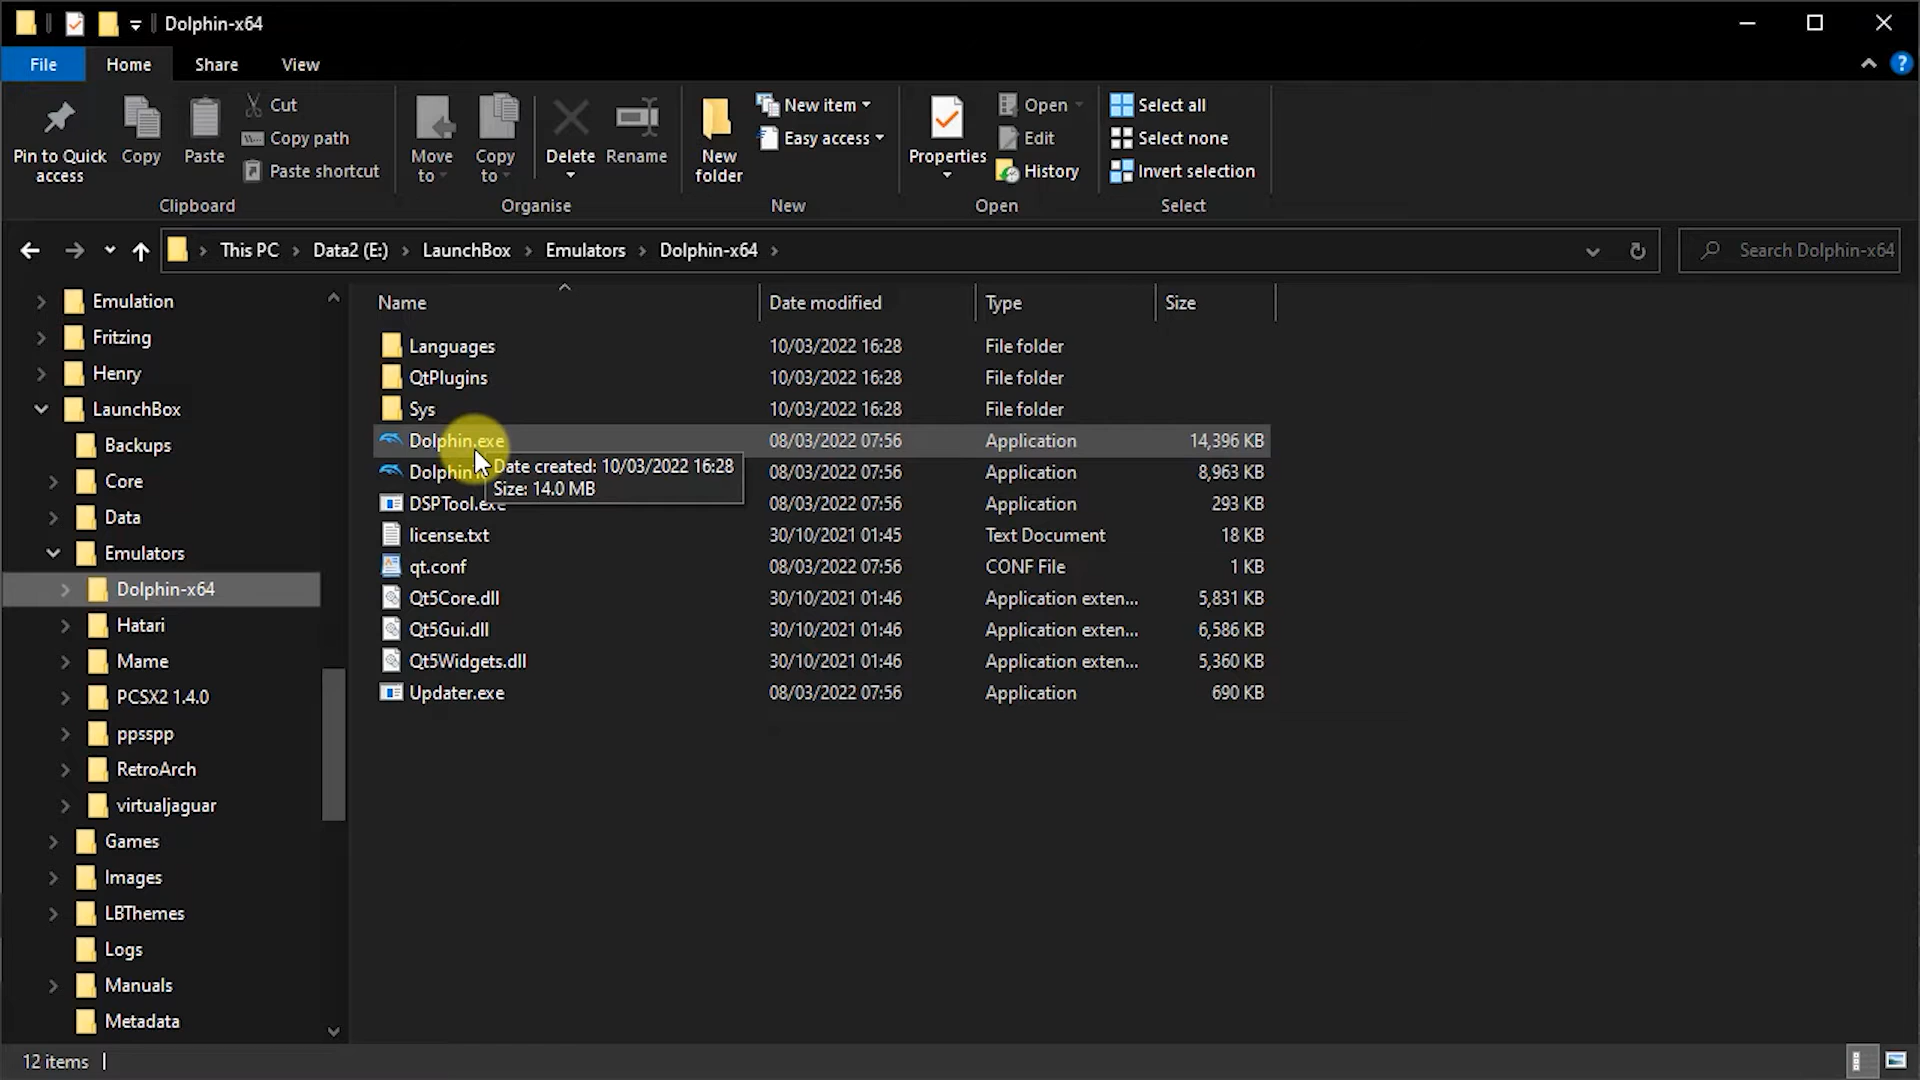 Dolphin-x64
File
Home
Share
View
Pin to Quick access
Copy
Paste
Cut
Copy path
Paste shortcut
Clipboard
Move to
Copy to
Delete
Rename
Organise
New folder
New item
Easy access
New
Properties
Open
Edit
History
Open
Select all
Select none
Invert selection
Select
This PC > Data2 (E:) > LaunchBox > Emulators > Dolphin-x64 >
Search Dolphin-x64
Emulation
Fritzing
Henry
LaunchBox
Backups
Core
Data
Emulators
Dolphin-x64
Hatari
Mame
PCSX2 1.4.0
ppsspp
RetroArch
virtualjaguar
Games
Images
LBThemes
Logs
Manuals
Metadata
Name Date modified Type Size
Languages 10/03/2022 16:28 File folder
QtPlugins 10/03/2022 16:28 File folder
Sys 10/03/2022 16:28 File folder
Dolphin.exe 08/03/2022 07:56 Application 14,396 KB
Dolphin 08/03/2022 07:56 Application 8,963 KB
Date created: 10/03/2022 16:28
Size: 14.0 MB
DSPTool.exe 08/03/2022 07:56 Application 293 KB
license.txt 30/10/2021 01:45 Text Document 18 KB
qt.conf 08/03/2022 07:56 CONF File 1 KB
Qt5Core.dll 30/10/2021 01:46 Application exten... 5,831 KB
Qt5Gui.dll 30/10/2021 01:46 Application exten... 6,586 KB
Qt5Widgets.dll 30/10/2021 01:46 Application exten... 5,360 KB
Updater.exe 08/03/2022 07:56 Application 690 KB
12 items